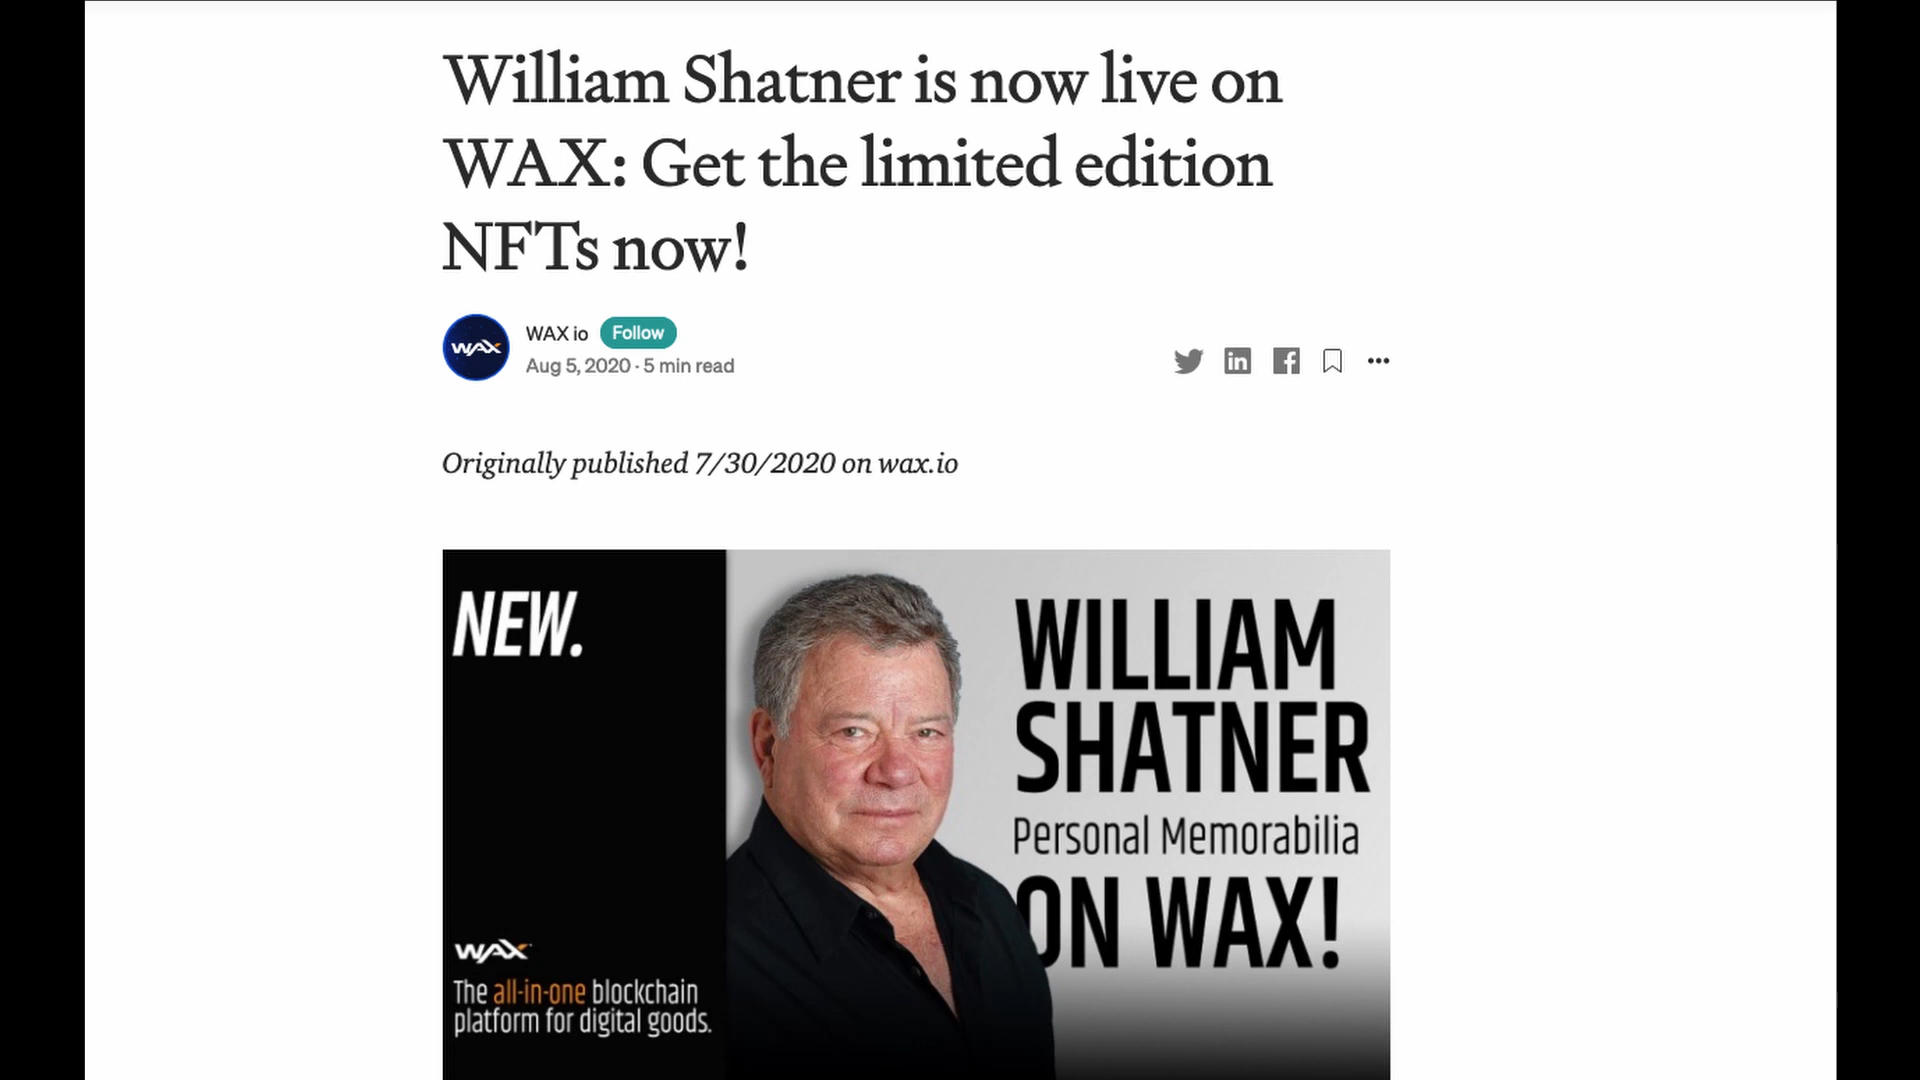 William Shatner is now live on
WAX: Get the limited edition
NFTs now!
WAX
WAX io Follow
Aug 5, 2020 · 5 min read
Originally published 7/30/2020 on wax.io
NEW.
WILLIAM
SHATNER
Personal Memorabilia
ON WAX!
WAX
The all-in-one blockchain
platform for digital goods.